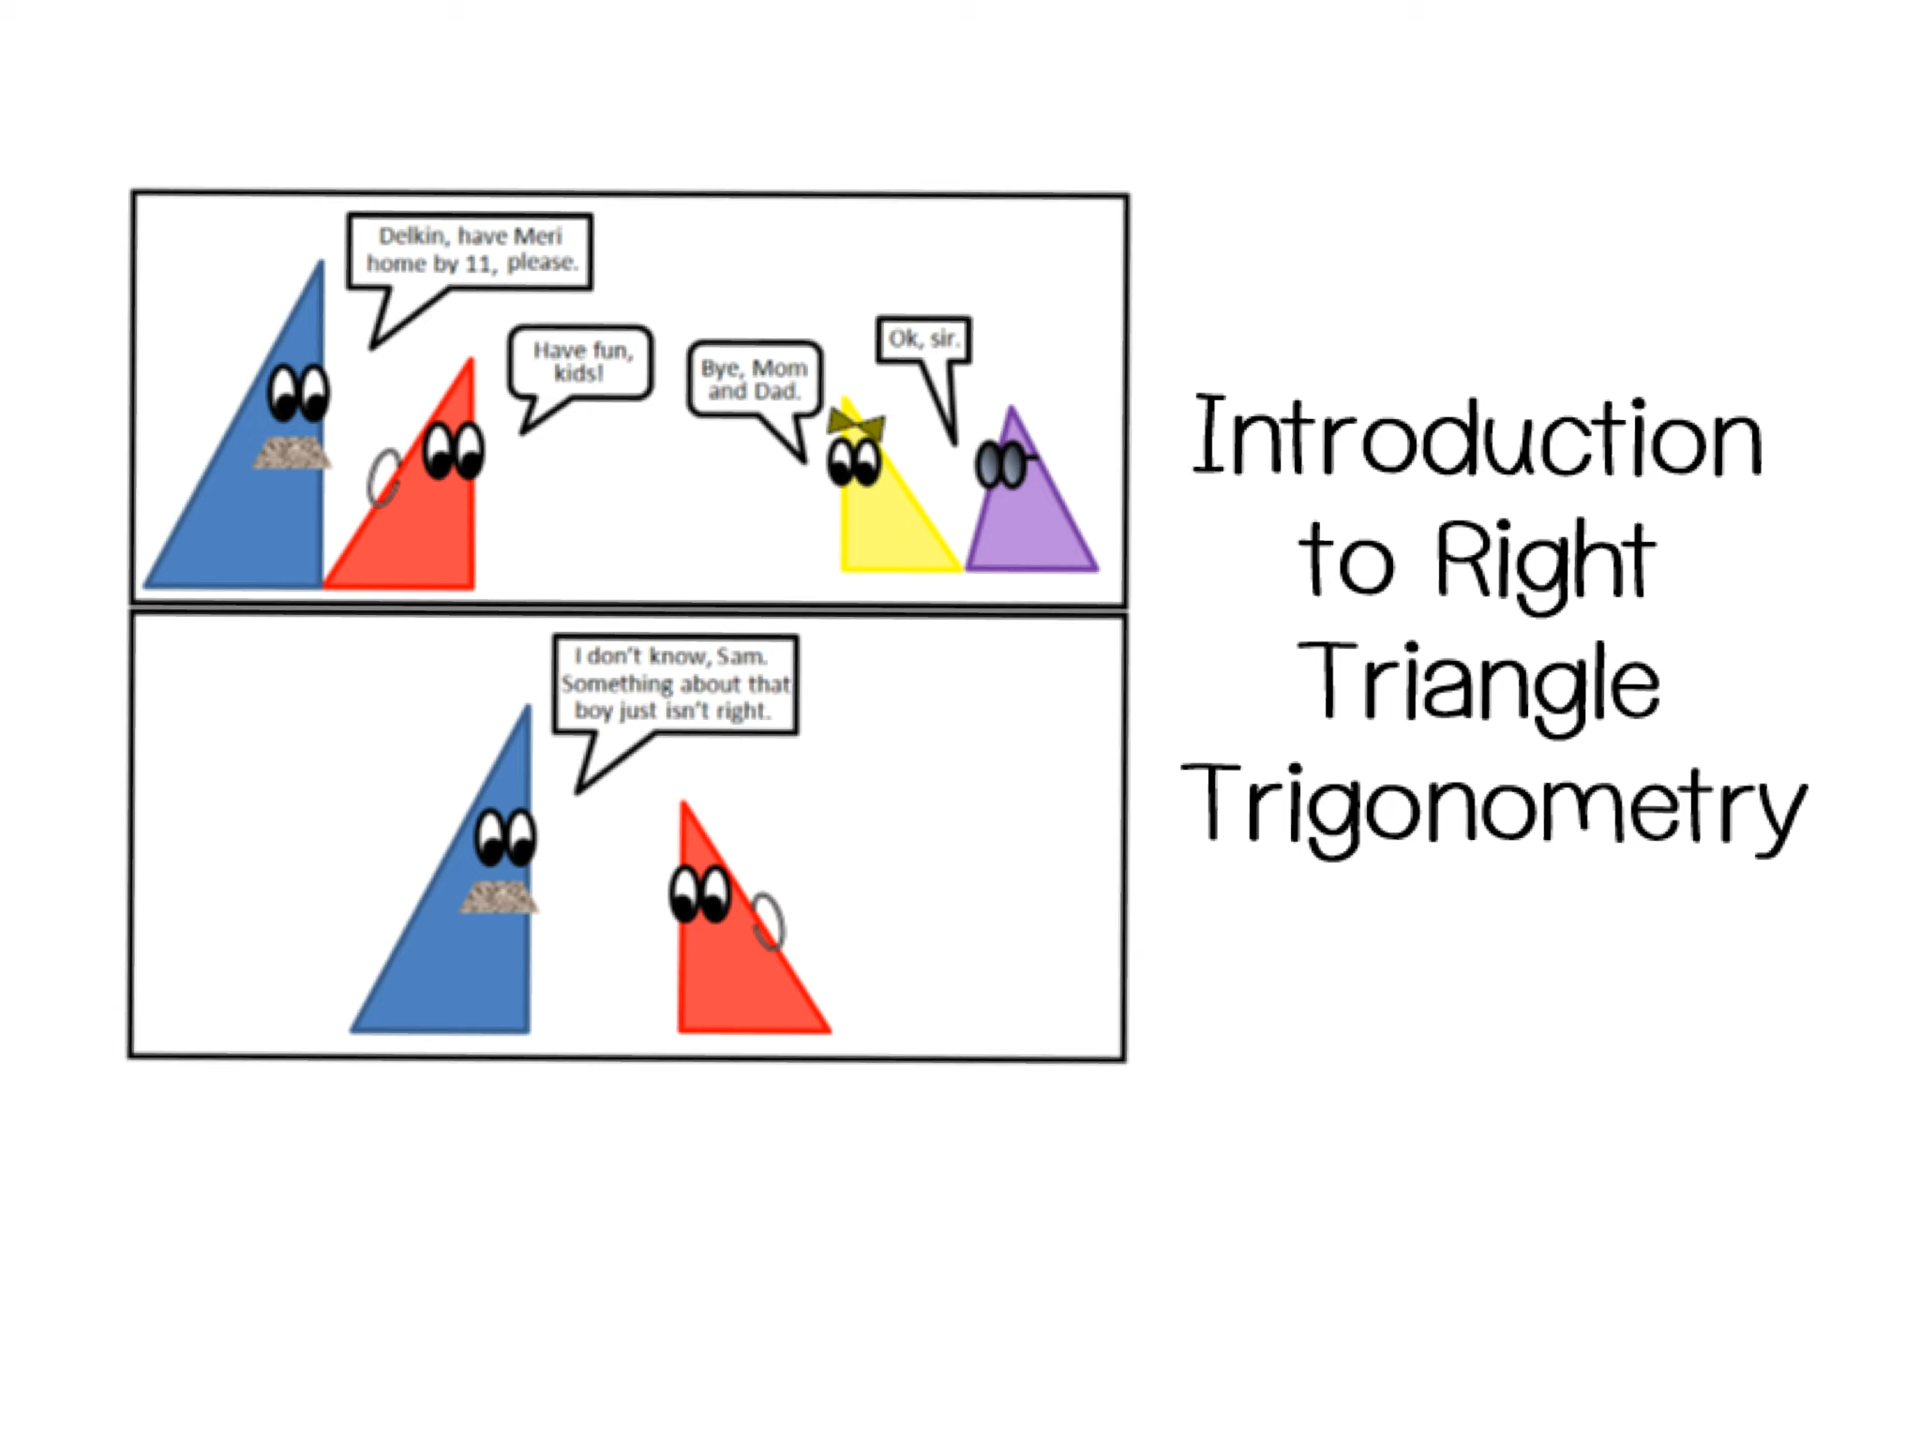 Delkin, have Meri
home by 11, please.
Have fun,
kids!
Bye, Mom
and Dad.
Ok, sir.
I don't know, Sam.
Something about that
boy just isn't right.
Introduction
to Right
Triangle
Trigonometry